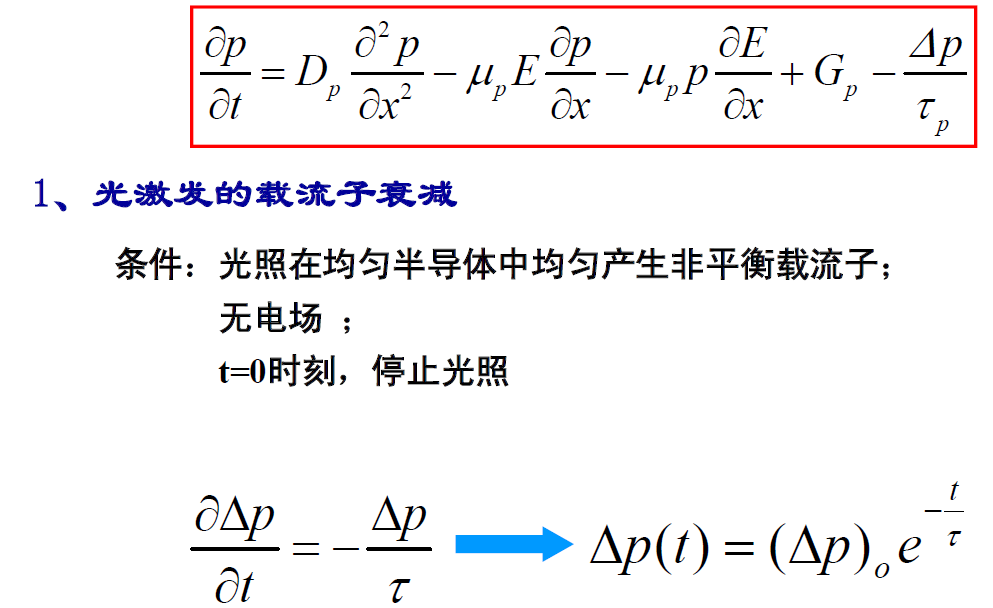 ∂p/∂t = D_p ∂²p/∂x² − μ_p E ∂p/∂x − μ_p p ∂E/∂x + G_p − Δp/τ_p
1、光激发的载流子衰减
条件：光照在均匀半导体中均匀产生非平衡载流子；
无电场 ；
t=0时刻，停止光照
∂Δp/∂t = − Δp/τ Δp(t) = (Δp)_o e^{−t/τ}